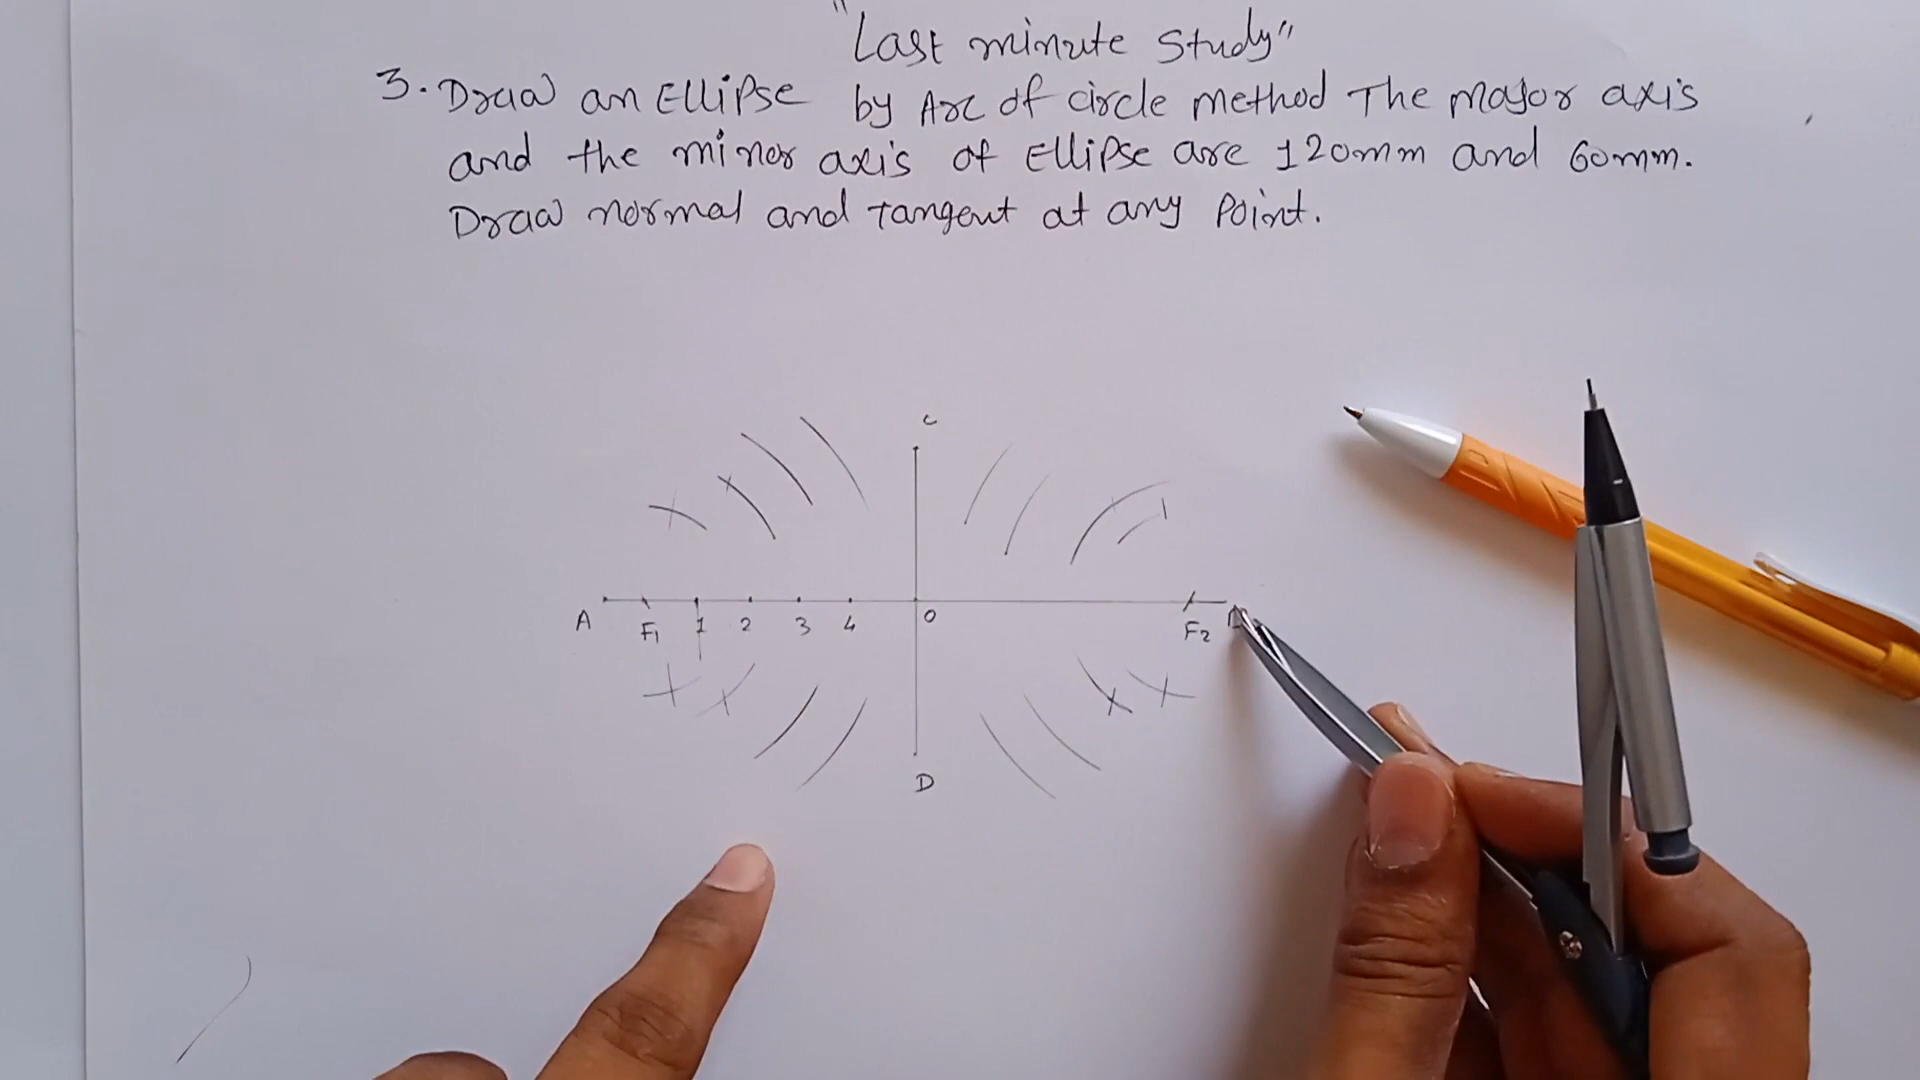 "Last minute Study"
3. Draw an Ellipse by Arc of circle method The major axis
and the minor axis of Ellipse are 120mm and 60mm.
Draw normal and Tangent at any Point.
C
A F1 1 2 3 4 O F2
D